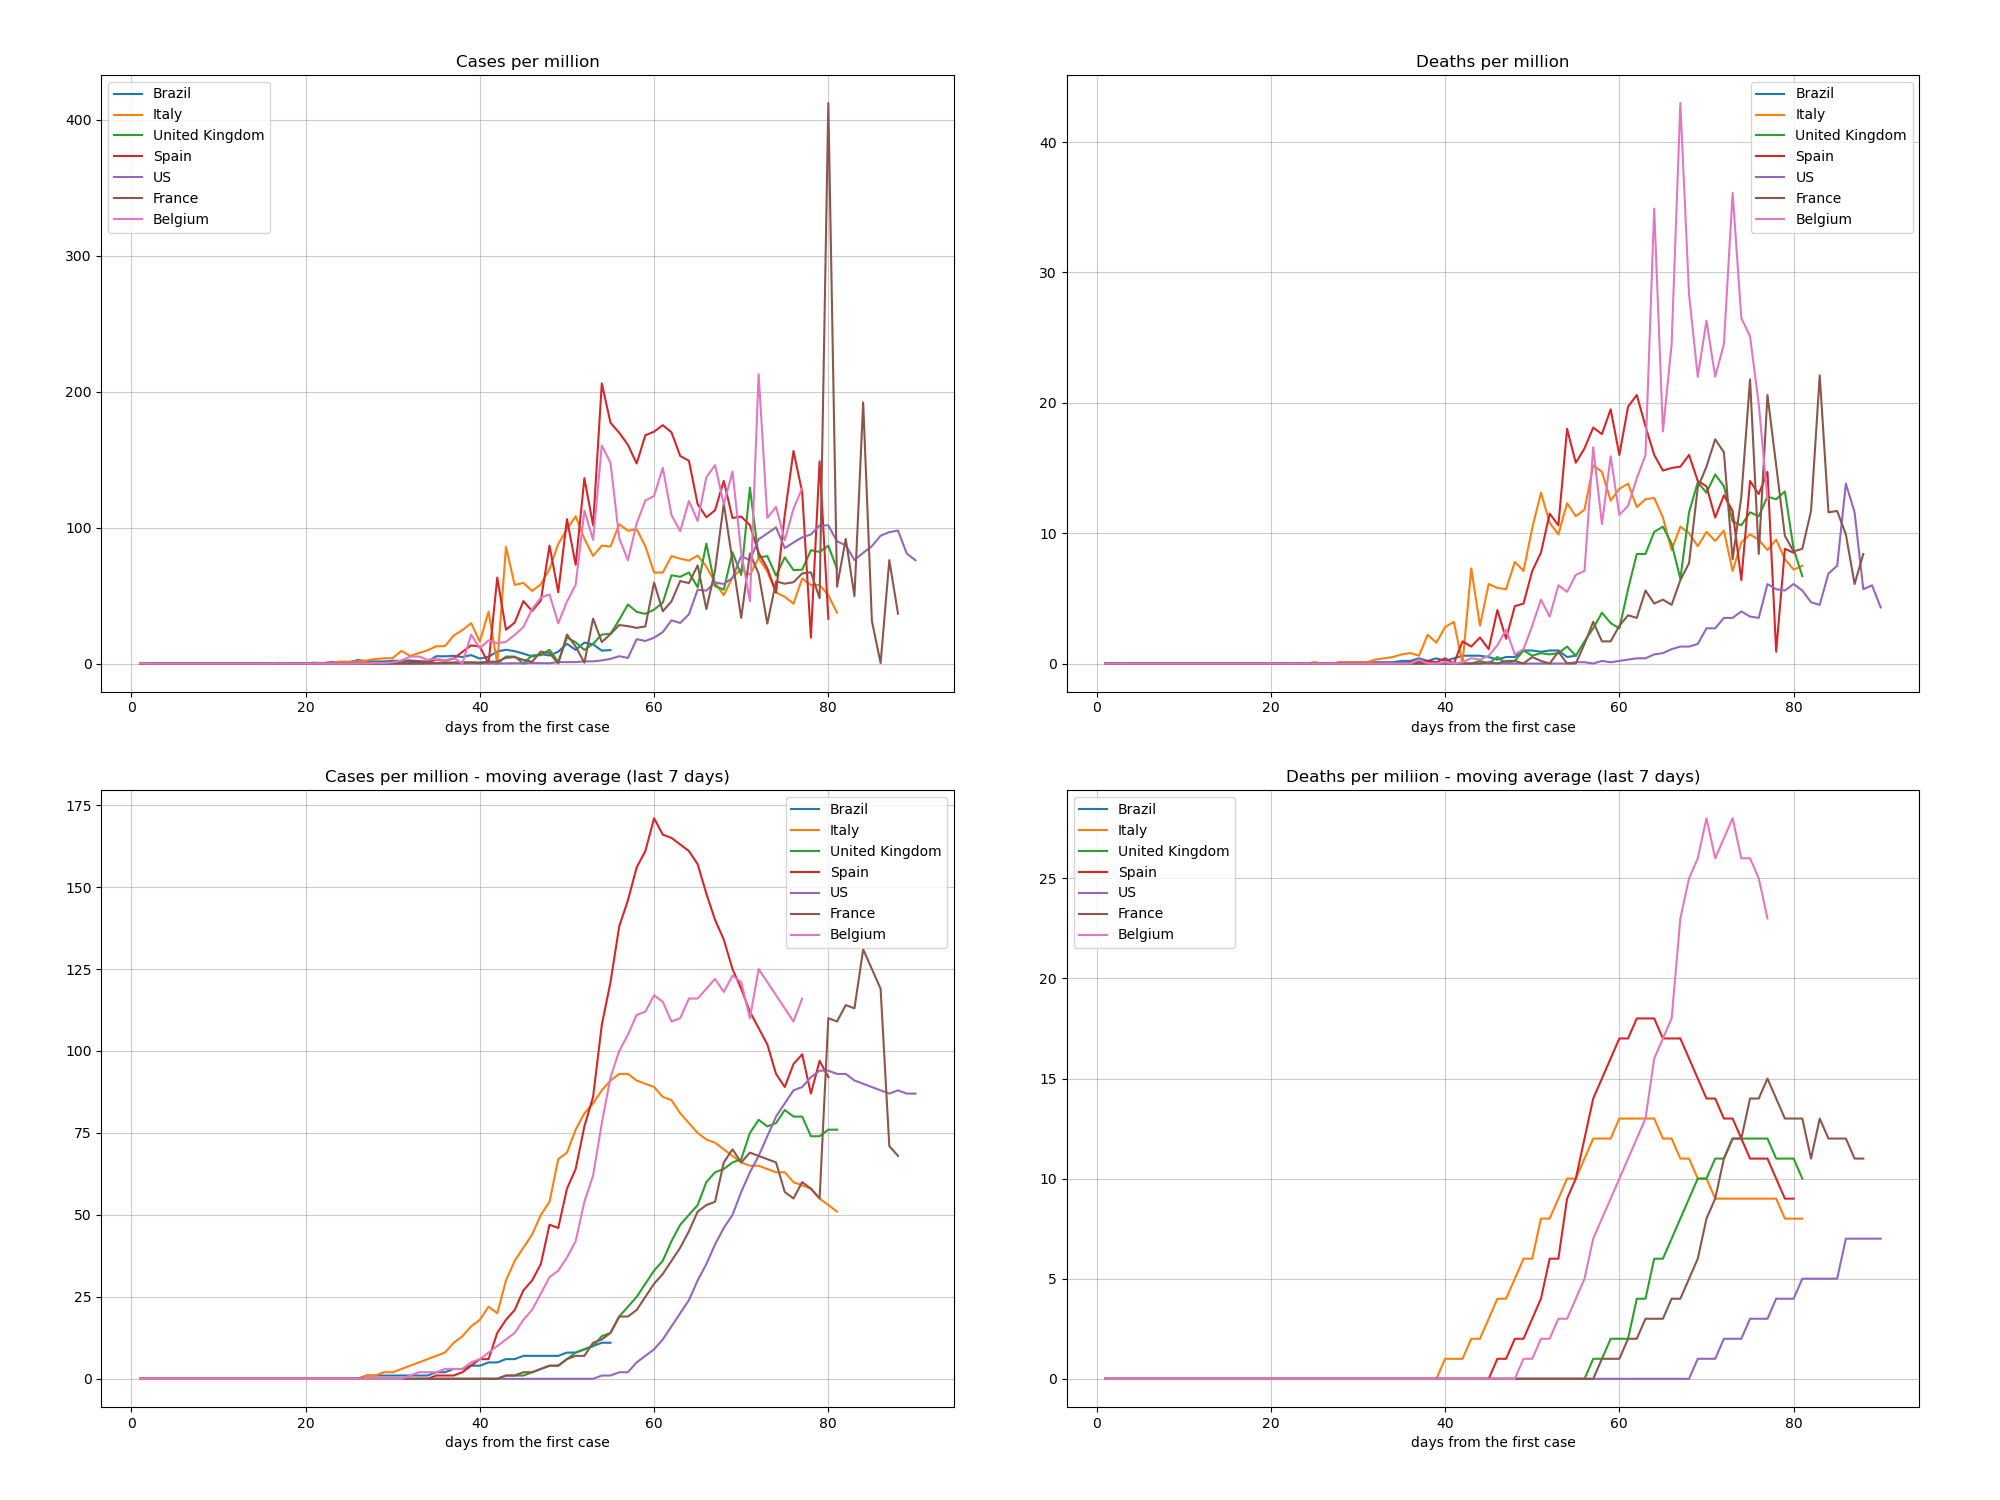 Cases per million
Brazil
Italy
United Kingdom
Spain
US
France
Belgium
400
300
200
100
0
0 20 40 60 80
days from the first case
Deaths per million
Brazil
Italy
United Kingdom
Spain
US
France
Belgium
40
30
20
10
0
0 20 40 60 80
days from the first case
Cases per million - moving average (last 7 days)
Brazil
Italy
United Kingdom
Spain
US
France
Belgium
175
150
125
100
75
50
25
0
0 20 40 60 80
days from the first case
Deaths per miliion - moving average (last 7 days)
Brazil
Italy
United Kingdom
Spain
US
France
Belgium
25
20
15
10
5
0
0 20 40 60 80
days from the first case